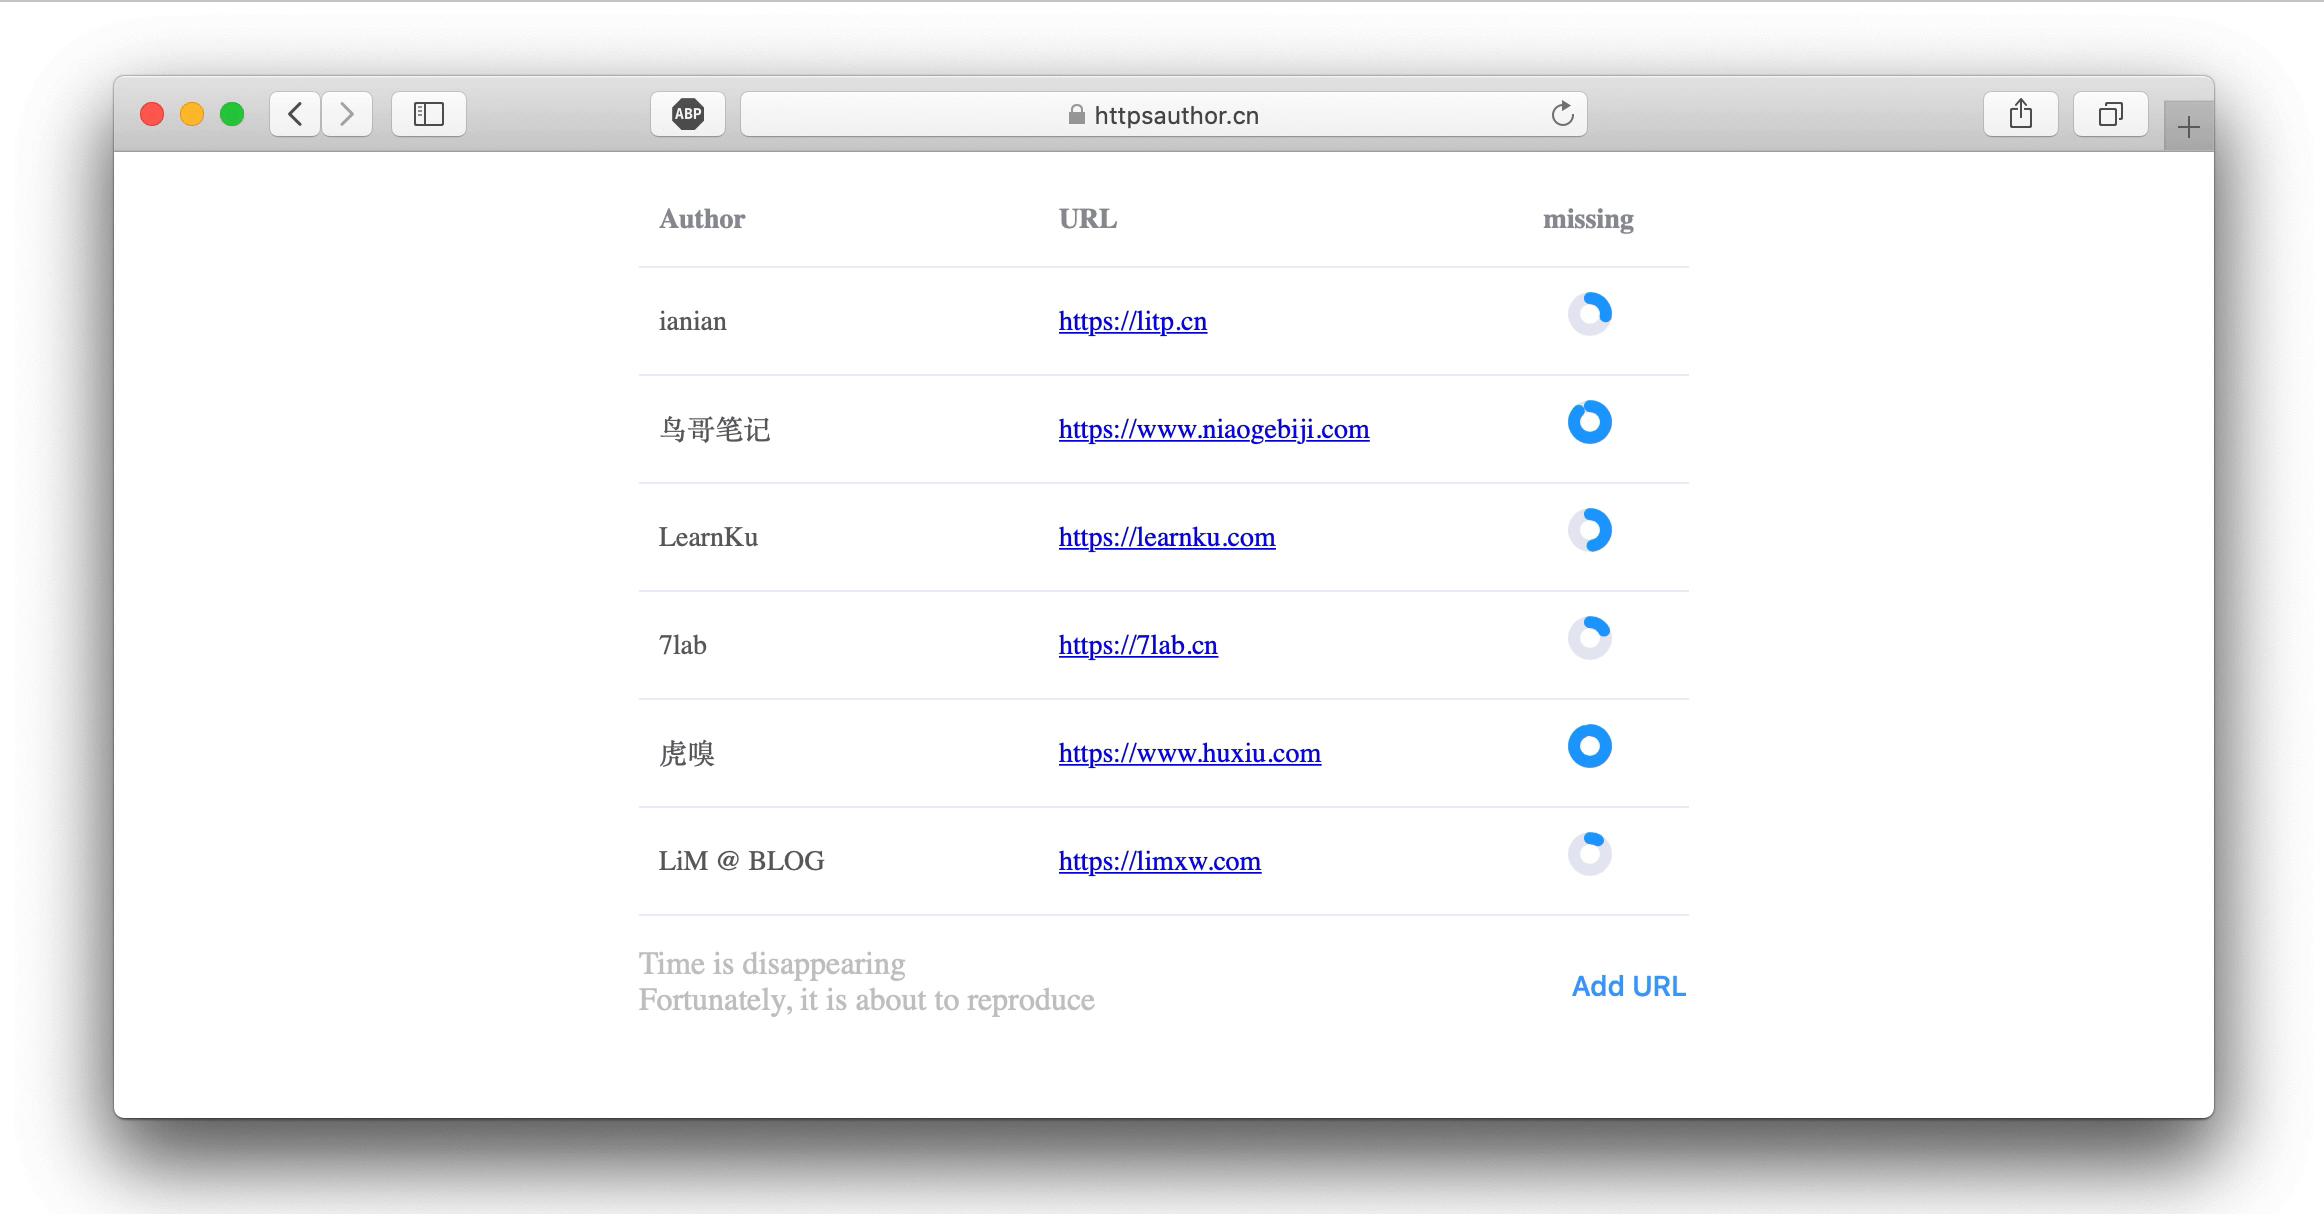 ABP
httpsauthor.cn
Author URL missing
ianian https://litp.cn
鸟哥笔记 https://www.niaogebiji.com
LearnKu https://learnku.com
7lab https://7lab.cn
虎嗅 https://www.huxiu.com
LiM @ BLOG https://limxw.com
Time is disappearing
Fortunately, it is about to reproduce
Add URL